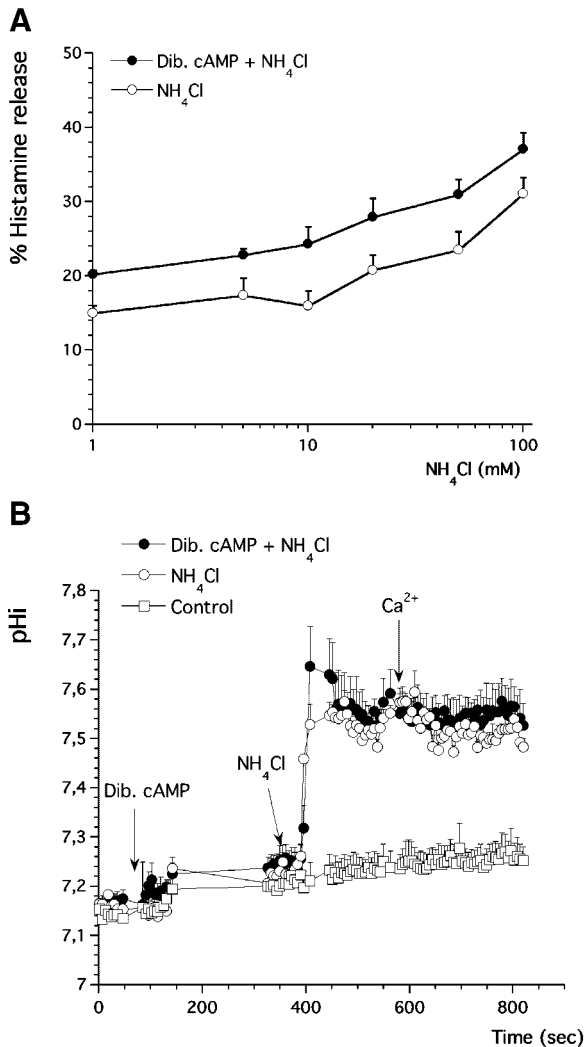 A
50
40
30
20
10
0
% Histamine release
Dib. cAMP + NH₄Cl
NH₄Cl
1
10
100
NH₄Cl (mM)
B
Dib. cAMP + NH₄Cl
NH₄Cl
Control
7,8
7,7
7,6
7,5
7,4
7,3
7,2
7,1
7
pHi
Ca²⁺
NH₄Cl
Dib. cAMP
0
200
400
600
800
Time (sec)